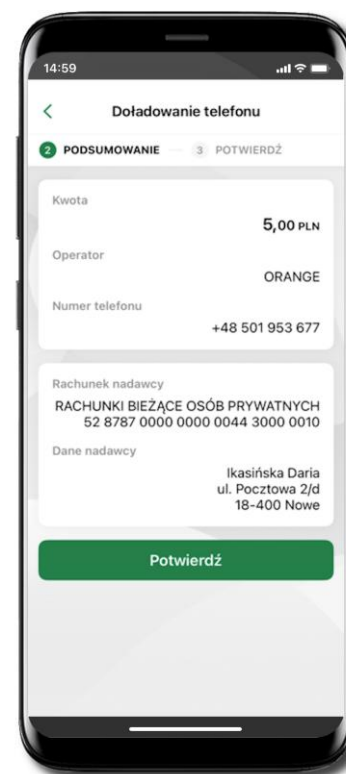 14:59
Doładowanie telefonu
2 PODSUMOWANIE 3 POTWIERDŹ
Kwota
5,00 PLN
Operator
ORANGE
Numer telefonu
+48 501 953 677
Rachunek nadawcy
RACHUNKI BIEŻĄCE OSÓB PRYWATNYCH
52 8787 0000 0000 0044 3000 0010
Dane nadawcy
Ikasińska Daria
ul. Pocztowa 2/d
18-400 Nowe
Potwierdź